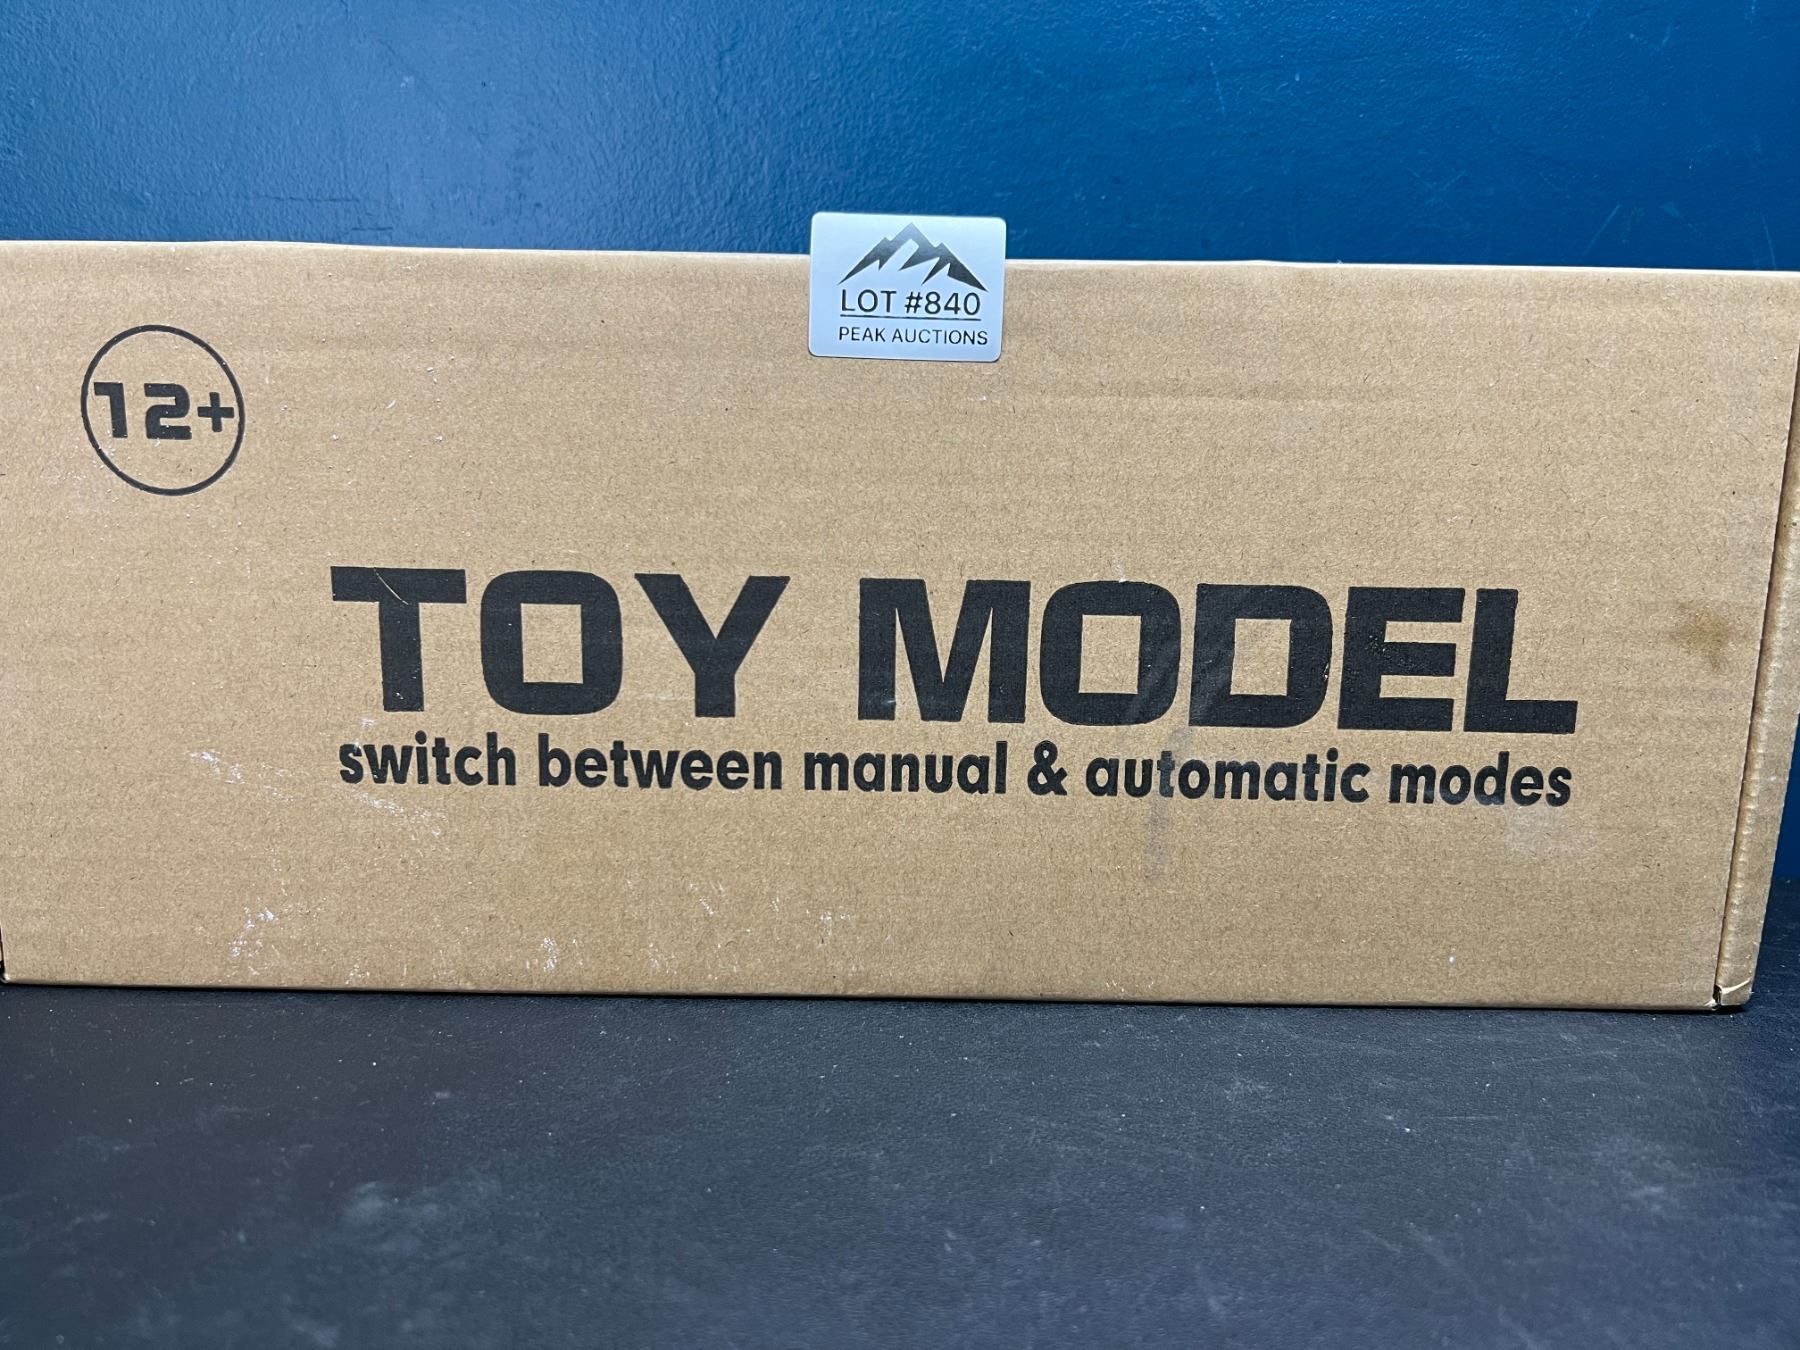 LOT #840
PEAK AUCTIONS
12+
TOY MODEL
switch between manual & automatic modes